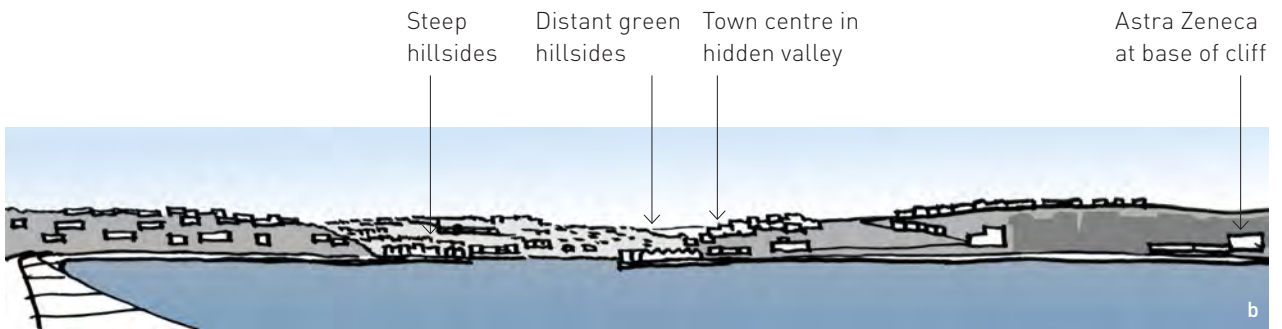 Steep
hillsides
Distant green
hillsides
Town centre in
hidden valley
Astra Zeneca
at base of cliff
b